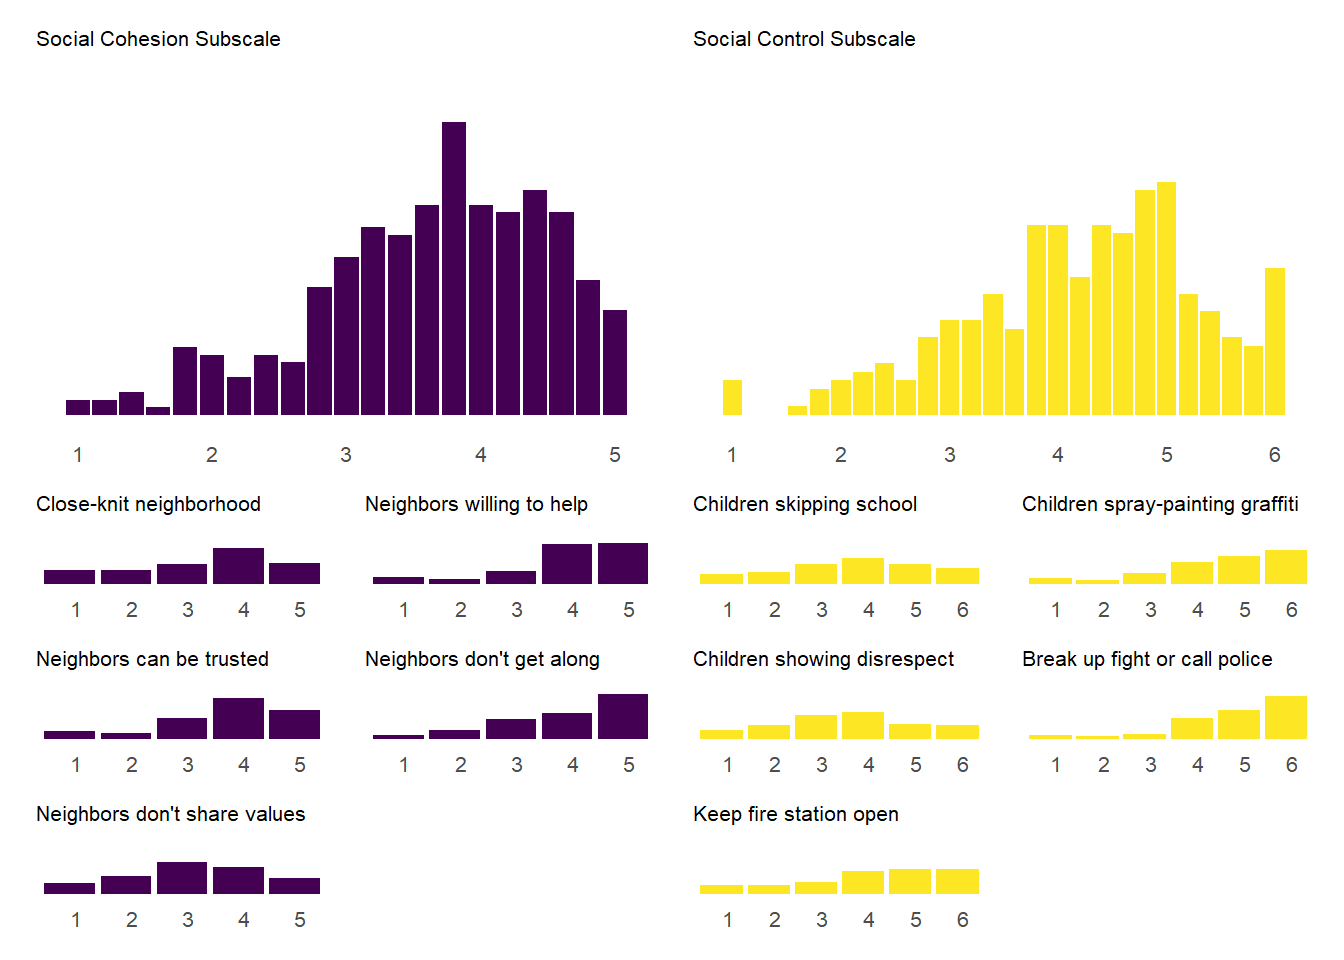 Social Cohesion Subscale
1 2 3 4 5
Social Control Subscale
1 2 3 4 5 6
Close-knit neighborhood
1 2 3 4 5
Neighbors willing to help
1 2 3 4 5
Children skipping school
1 2 3 4 5 6
Children spray-painting graffiti
1 2 3 4 5 6
Neighbors can be trusted
1 2 3 4 5
Neighbors don't get along
1 2 3 4 5
Children showing disrespect
1 2 3 4 5 6
Break up fight or call police
1 2 3 4 5 6
Neighbors don't share values
1 2 3 4 5
Keep fire station open
1 2 3 4 5 6